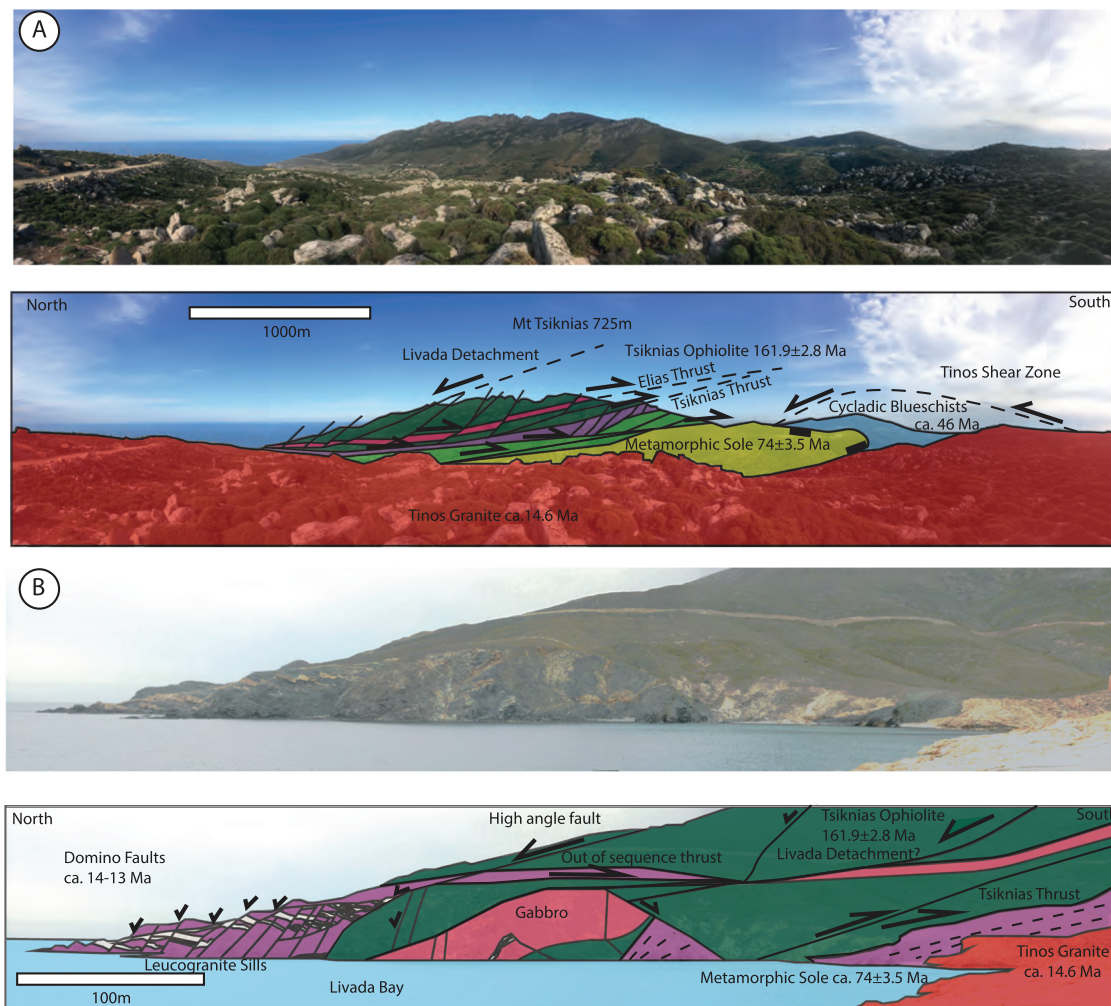 A
North
South
1000m
Mt Tsiknias 725m
Livada Detachment
Tsiknias Ophiolite 161.9±2.8 Ma
Elias Thrust
Tsiknias Thrust
Tinos Shear Zone
Cycladic Blueschists
ca. 46 Ma
Metamorphic Sole 74±3.5 Ma
Tinos Granite ca.14.6 Ma
B
North
High angle fault
Tsiknias Ophiolite
161.9±2.8 Ma
South
Livada Detachment?
Domino Faults
ca. 14-13 Ma
Out of sequence thrust
Tsiknias Thrust
Gabbro
Leucogranite Sills
Tinos Granite
ca. 14.6 Ma
Metamorphic Sole ca. 74±3.5 Ma
Livada Bay
100m